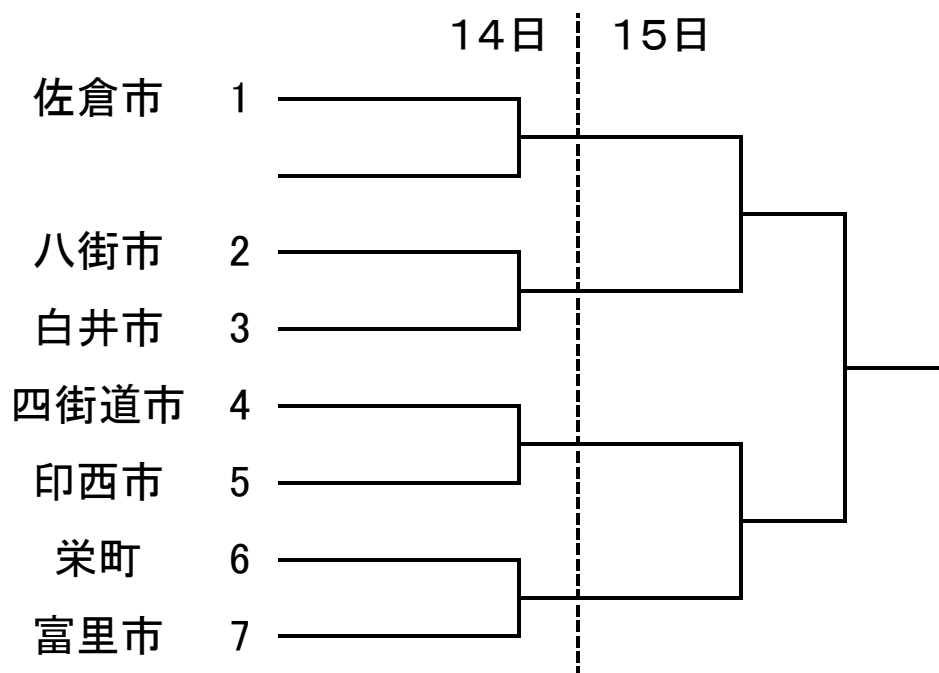 １４日 １５日
佐倉市 1
八街市 2
白井市 3
四街道市 4
印西市 5
栄町 6
富里市 7